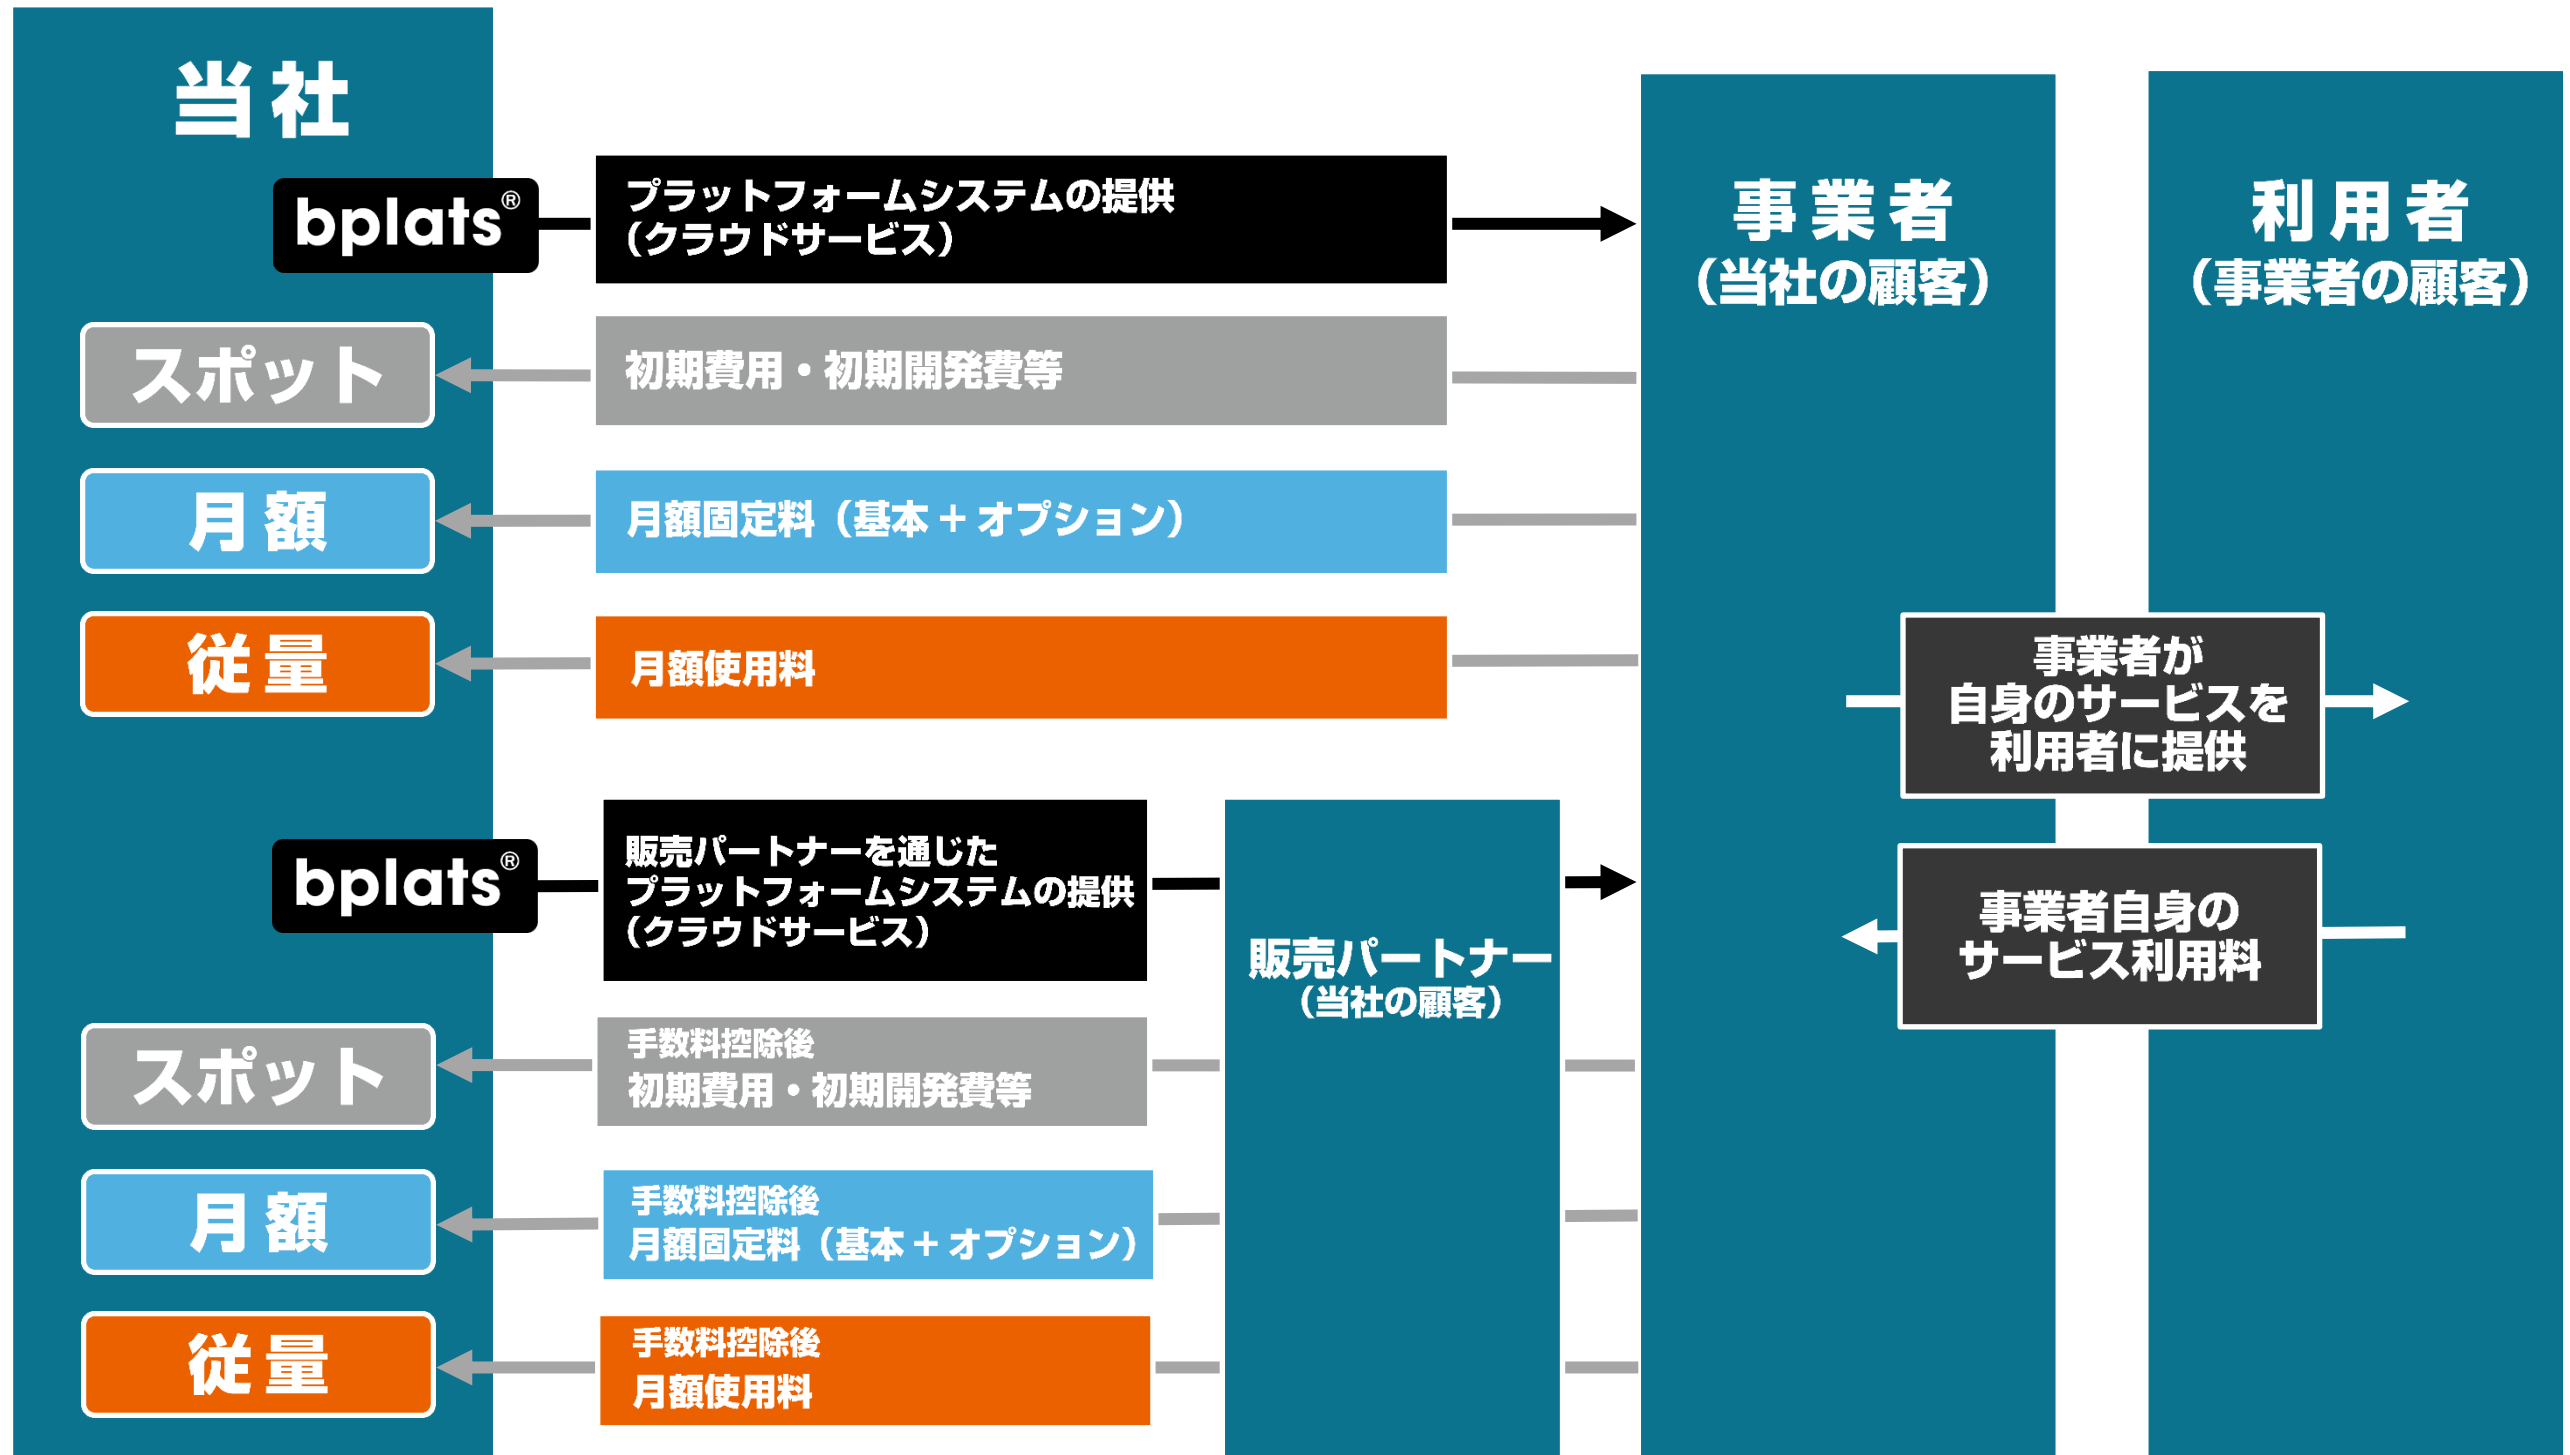 当社
bplats®
プラットフォームシステムの提供
（クラウドサービス）
事業者
（当社の顧客）
利用者
（事業者の顧客）
スポット
初期費用・初期開発費等
月額
月額固定料（基本＋オプション）
従量
月額使用料
事業者が
自身のサービスを
利用者に提供
bplats®
販売パートナーを通じた
プラットフォームシステムの提供
（クラウドサービス）
販売パートナー
（当社の顧客）
事業者自身の
サービス利用料
スポット
手数料控除後
初期費用・初期開発費等
月額
手数料控除後
月額固定料（基本＋オプション）
従量
手数料控除後
月額使用料